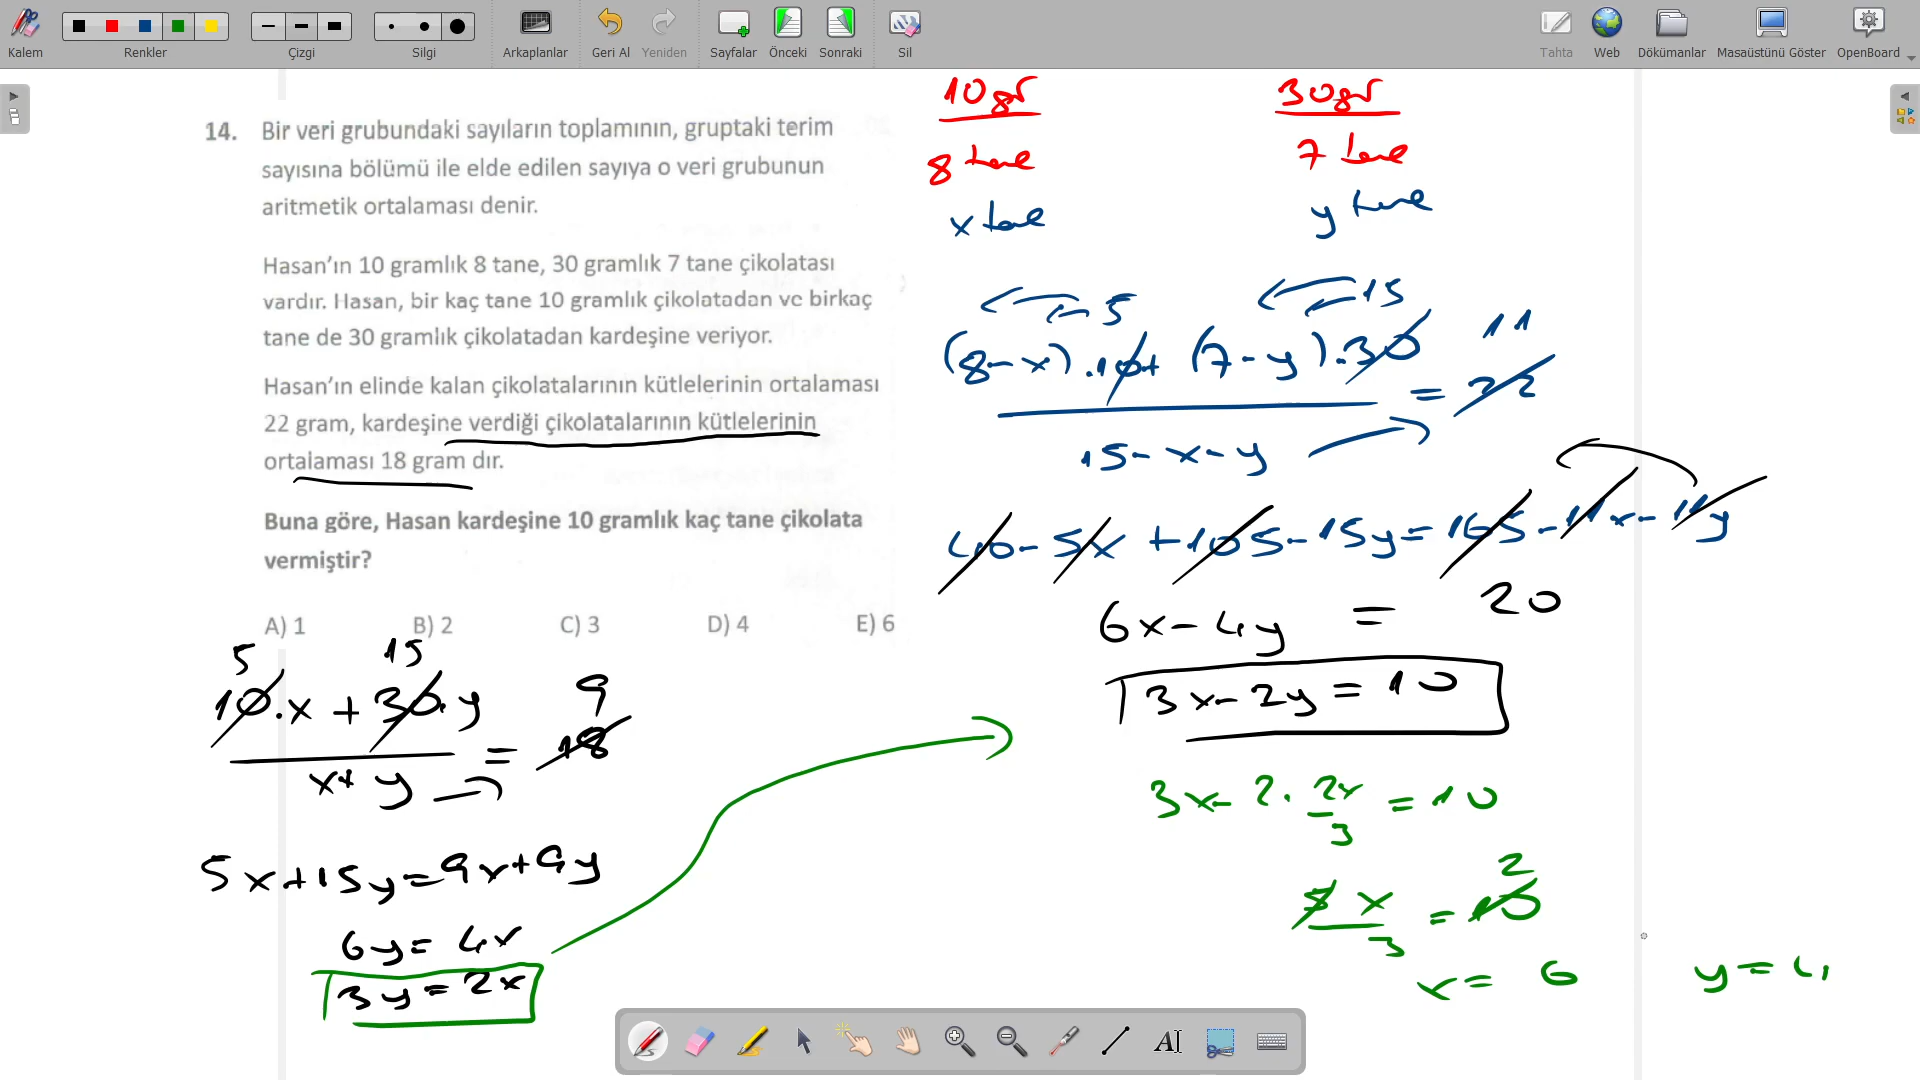 Kalem
Renkler
Çizgi
Silgi
Arkaplanlar
Geri Al
Yeniden
Sayfalar
Önceki
Sonraki
Sil
Tahta
Web
Dökümanlar
Masaüstünü Göster
OpenBoard
14. Bir veri grubundaki sayıların toplamının, gruptaki terim
sayısına bölümü ile elde edilen sayıya o veri grubunun
aritmetik ortalaması denir.
Hasan'ın 10 gramlık 8 tane, 30 gramlık 7 tane çikolatası
vardır. Hasan, bir kaç tane 10 gramlık çikolatadan ve birkaç
tane de 30 gramlık çikolatadan kardeşine veriyor.
Hasan'ın elinde kalan çikolatalarının kütlelerinin ortalaması
22 gram, kardeşine verdiği çikolatalarının kütlelerinin
ortalaması 18 gram dır.
Buna göre, Hasan kardeşine 10 gramlık kaç tane çikolata
vermiştir?
A) 1 B) 2 C) 3 D) 4 E) 6
5 15
10.x + 30.y = 18 9
x+y
5x+15y=9x+9y
6y=4x
3y=2x
10gr 30gr
8 tane 7 tane
x tane y tane
5 15 11
(8-x).10+(7-y).30 = 22
15-x-y
40-5x+105-15y=165-11x-11y
6x-4y = 20
3x-2y=10
3x-2.2x/3=10
5x/3=10 2
x=6 y=4
AI